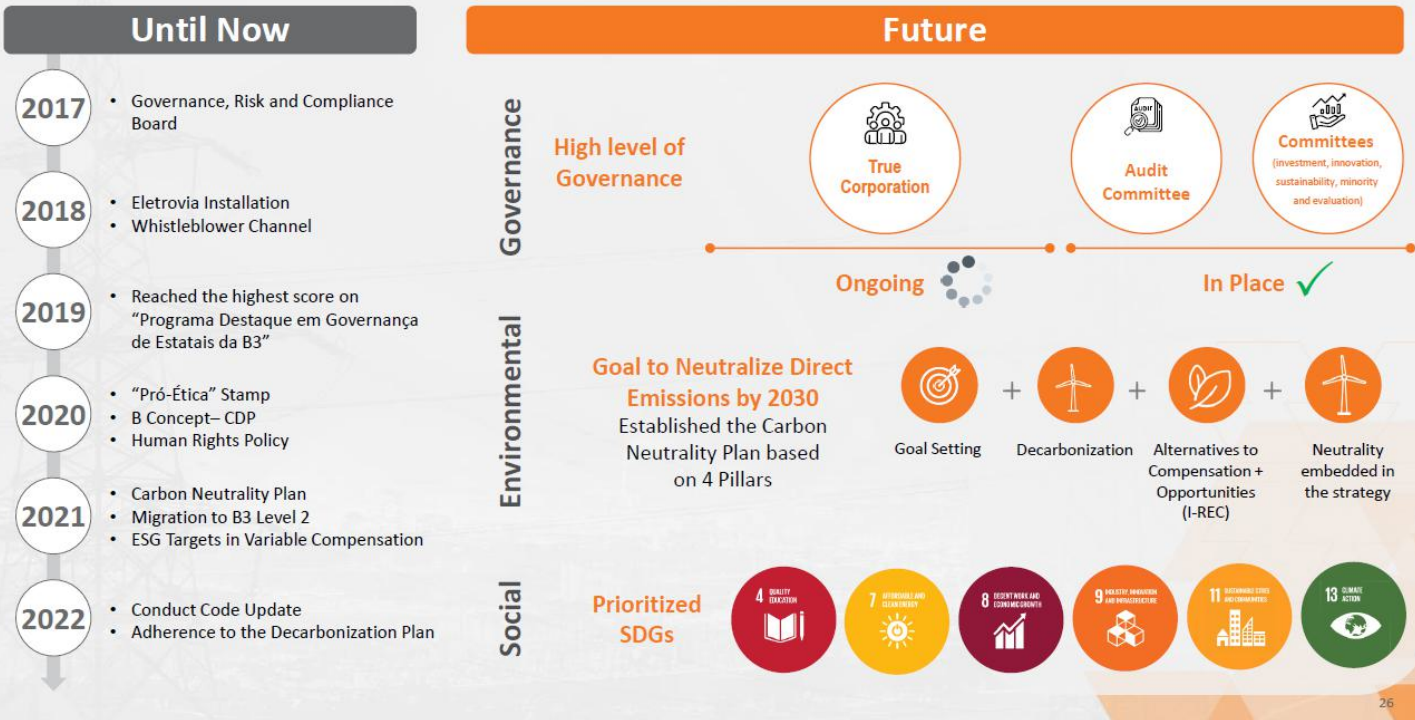 Until Now
2017
• Governance, Risk and Compliance
Board
2018
• Eletrovia Installation
• Whistleblower Channel
2019
• Reached the highest score on
“Programa Destaque em Governança
de Estatais da B3”
2020
• “Pró-Ética” Stamp
• B Concept– CDP
• Human Rights Policy
2021
• Carbon Neutrality Plan
• Migration to B3 Level 2
• ESG Targets in Variable Compensation
2022
• Conduct Code Update
• Adherence to the Decarbonization Plan
Future
Governance
High level of
Governance
True
Corporation
AUDIT
Audit
Committee
Committees
(investment, innovation,
sustainability, minority
and evaluation)
Ongoing
In Place
Environmental
Goal to Neutralize Direct
Emissions by 2030
Established the Carbon
Neutrality Plan based
on 4 Pillars
Goal Setting
+
Decarbonization
+
Alternatives to
Compensation +
Opportunities
(I-REC)
+
Neutrality
embedded in
the strategy
Social
Prioritized
SDGs
4 QUALITY
EDUCATION
7 AFFORDABLE AND
CLEAN ENERGY
8 DECENT WORK AND
ECONOMIC GROWTH
9 INDUSTRY, INNOVATION
AND INFRASTRUCTURE
11 SUSTAINABLE CITIES
AND COMMUNITIES
13 CLIMATE
ACTION
26